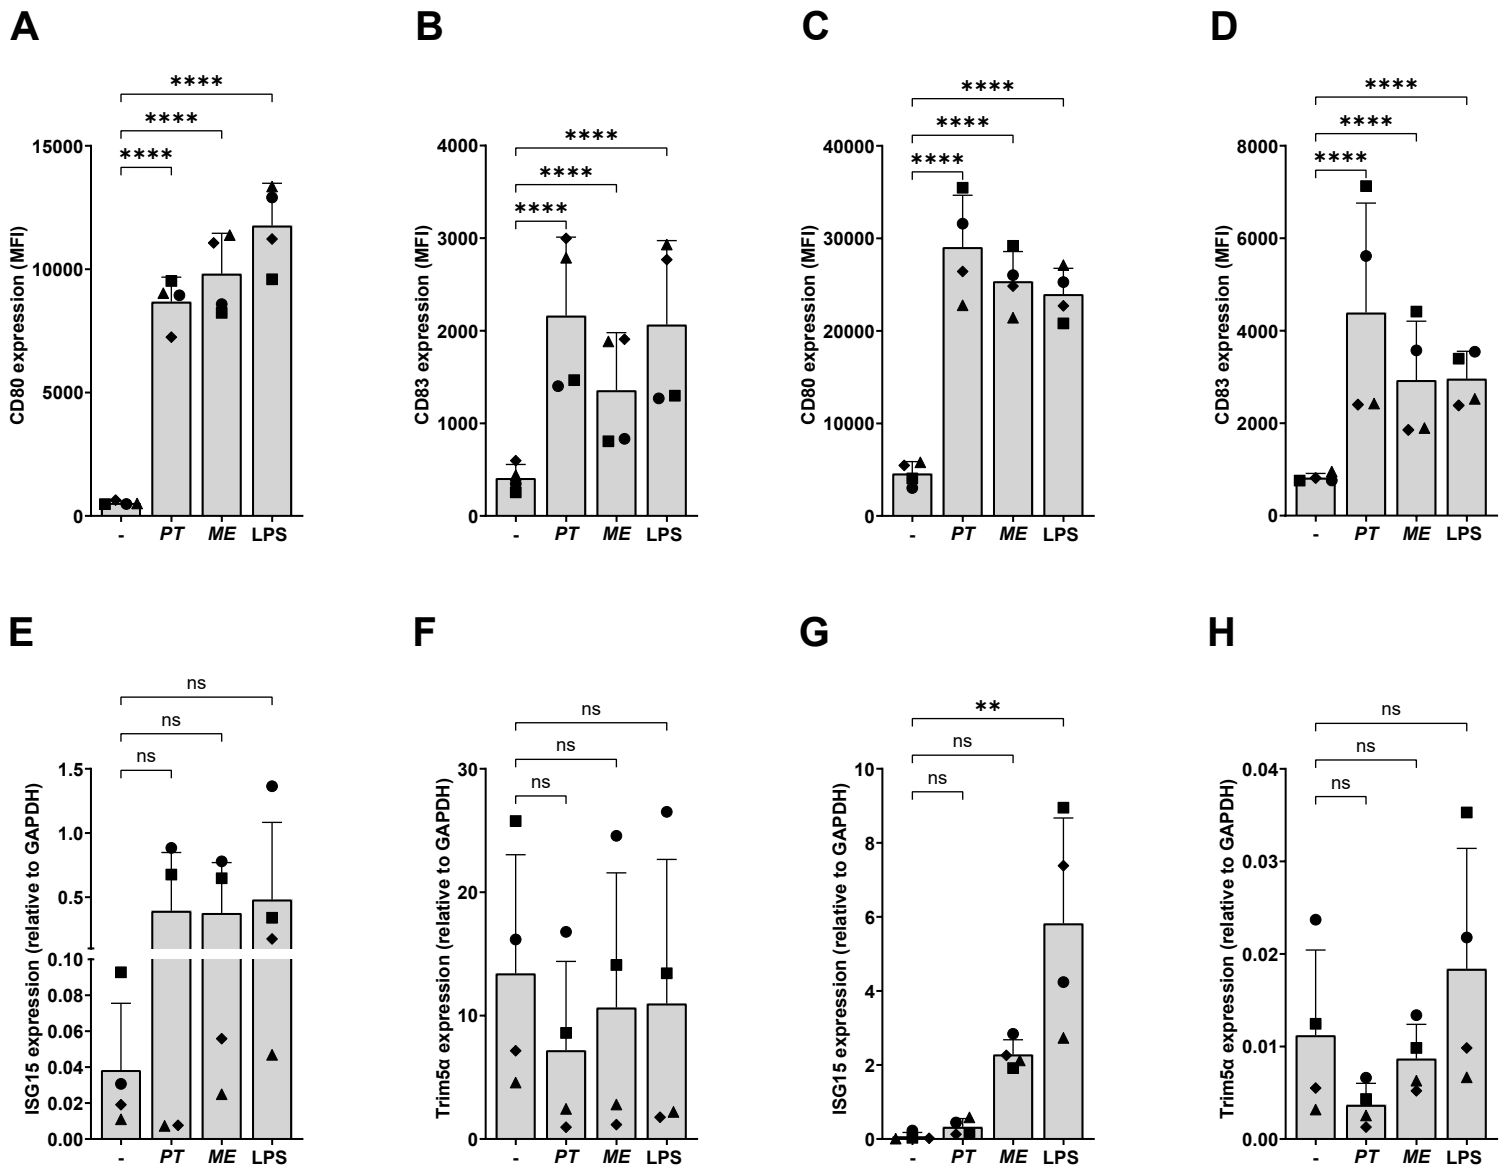 A
B
C
D
****
****
****
15000
10000
5000
0
CD80 expression (MFI)
- PT ME LPS
****
****
****
4000
3000
2000
1000
0
CD83 expression (MFI)
- PT ME LPS
****
****
****
40000
30000
20000
10000
0
CD80 expression (MFI)
- PT ME LPS
****
****
****
8000
6000
4000
2000
0
CD83 expression (MFI)
- PT ME LPS
E
F
G
H
ns
ns
ns
1.5
1.0
0.5
0.10
0.08
0.06
0.04
0.02
0.00
ISG15 expression (relative to GAPDH)
- PT ME LPS
ns
ns
ns
30
20
10
0
Trim5α expression (relative to GAPDH)
- PT ME LPS
**
ns
ns
10
8
6
4
2
0
ISG15 expression (relative to GAPDH)
- PT ME LPS
ns
ns
ns
0.04
0.03
0.02
0.01
0.00
Trim5α expression (relative to GAPDH)
- PT ME LPS